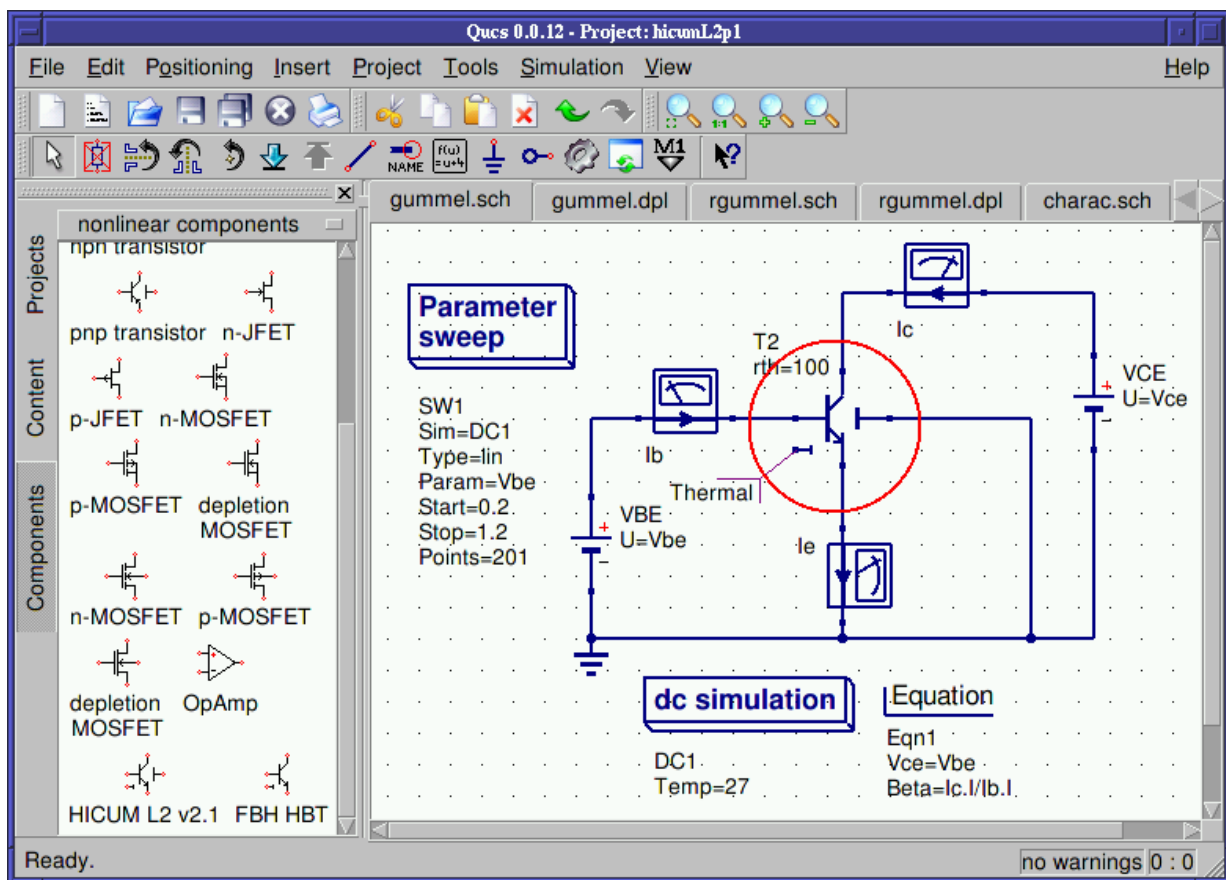 Qucs 0.0.12 - Project: hicumL2p1
File Edit Positioning Insert Project Tools Simulation View Help
1:1
NAME
f(u)
=u+4
M1
gummel.sch gummel.dpl rgummel.sch rgummel.dpl charac.sch
Projects
Content
Components
nonlinear components
npn transistor
pnp transistor n-JFET
p-JFET n-MOSFET
p-MOSFET depletion
MOSFET
n-MOSFET p-MOSFET
depletion OpAmp
MOSFET
HICUM L2 v2.1 FBH HBT
Parameter
sweep
SW1
Sim=DC1
Type=lin
Param=Vbe
Start=0.2
Stop=1.2
Points=201
Ic
T2
rth=100
VCE
U=Vce
Ib
Thermal
VBE
U=Vbe
Ie
dc simulation
DC1
Temp=27
Equation
Eqn1
Vce=Vbe
Beta=Ic.I/Ib.I
Ready.
no warnings 0 : 0